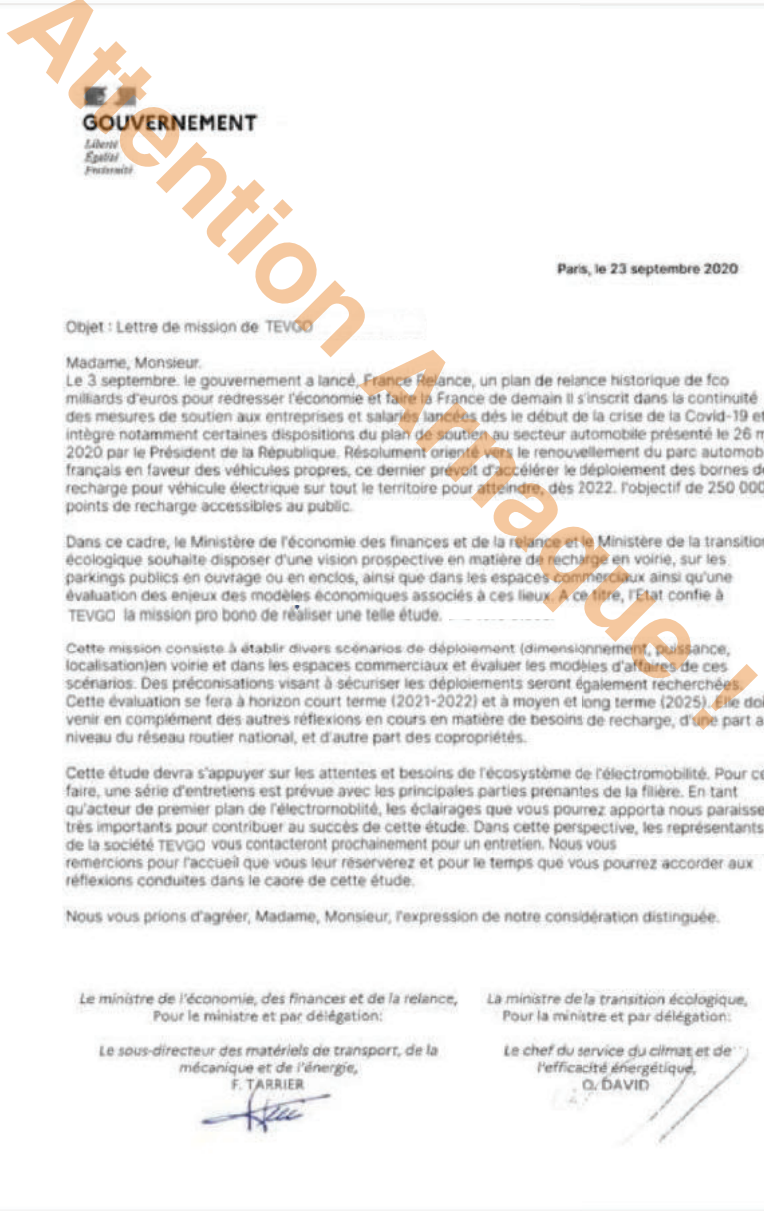 Attention Arnaque !
GOUVERNEMENT
Liberté
Égalité
Fraternité
Paris, le 23 septembre 2020
Objet : Lettre de mission de TEVGO
Madame, Monsieur.
Le 3 septembre. le gouvernement a lancé, France Relance, un plan de relance historique de fco
milliards d'euros pour redresser l'économie et faire la France de demain Il s'inscrit dans la continuité
des mesures de soutien aux entreprises et salariés lancées dès le début de la crise de la Covid-19 et
intègre notamment certaines dispositions du plan de soutien au secteur automobile présenté le 26 m
2020 par le Président de la République. Résolument orienté vers le renouvellement du parc automob
français en faveur des véhicules propres, ce dernier prévoit d'accélérer le déploiement des bornes de
recharge pour véhicule électrique sur tout le territoire pour atteindre, dès 2022. l'objectif de 250 000
points de recharge accessibles au public.
Dans ce cadre, le Ministère de l'économie des finances et de la relance et le Ministère de la transition
écologique souhaite disposer d'une vision prospective en matière de recharge en voirie, sur les
parkings publics en ouvrage ou en enclos, ainsi que dans les espaces commerciaux ainsi qu'une
évaluation des enjeux des modèles économiques associés à ces lieux. A ce titre, l'État confie à
TEVGO la mission pro bono de réaliser une telle étude.
Cette mission consiste à établir divers scénarios de déploiement (dimensionnement, puissance,
localisation)en voirie et dans les espaces commerciaux et évaluer les modèles d'affaires de ces
scénarios. Des préconisations visant à sécuriser les déploiements seront également recherchées.
Cette évaluation se fera à horizon court terme (2021-2022) et à moyen et long terme (2025). Elle doi
venir en complément des autres réflexions en cours en matière de besoins de recharge, d'une part a
niveau du réseau routier national, et d'autre part des copropriétés.
Cette étude devra s'appuyer sur les attentes et besoins de l'écosystème de l'électromobilité. Pour ce
faire, une série d'entretiens est prévue avec les principales parties prenantes de la filière. En tant
qu'acteur de premier plan de l'électromoblité, les éclairages que vous pourrez apporta nous paraisse
très importants pour contribuer au succès de cette étude. Dans cette perspective, les représentants
de la société TEVGO vous contacteront prochainement pour un entretien. Nous vous
remercions pour l'accueil que vous leur réserverez et pour le temps que vous pourrez accorder aux
réflexions conduites dans le caore de cette étude.
Nous vous prions d'agréer, Madame, Monsieur, l'expression de notre considération distinguée.
Le ministre de l'économie, des finances et de la relance,
Pour le ministre et par délégation:
Le sous-directeur des matériels de transport, de la
mécanique et de l'énergie,
F. TARRIER
La ministre de la transition écologique,
Pour la ministre et par délégation:
Le chef du service du climat et de
l'efficacité énergétique,
O. DAVID